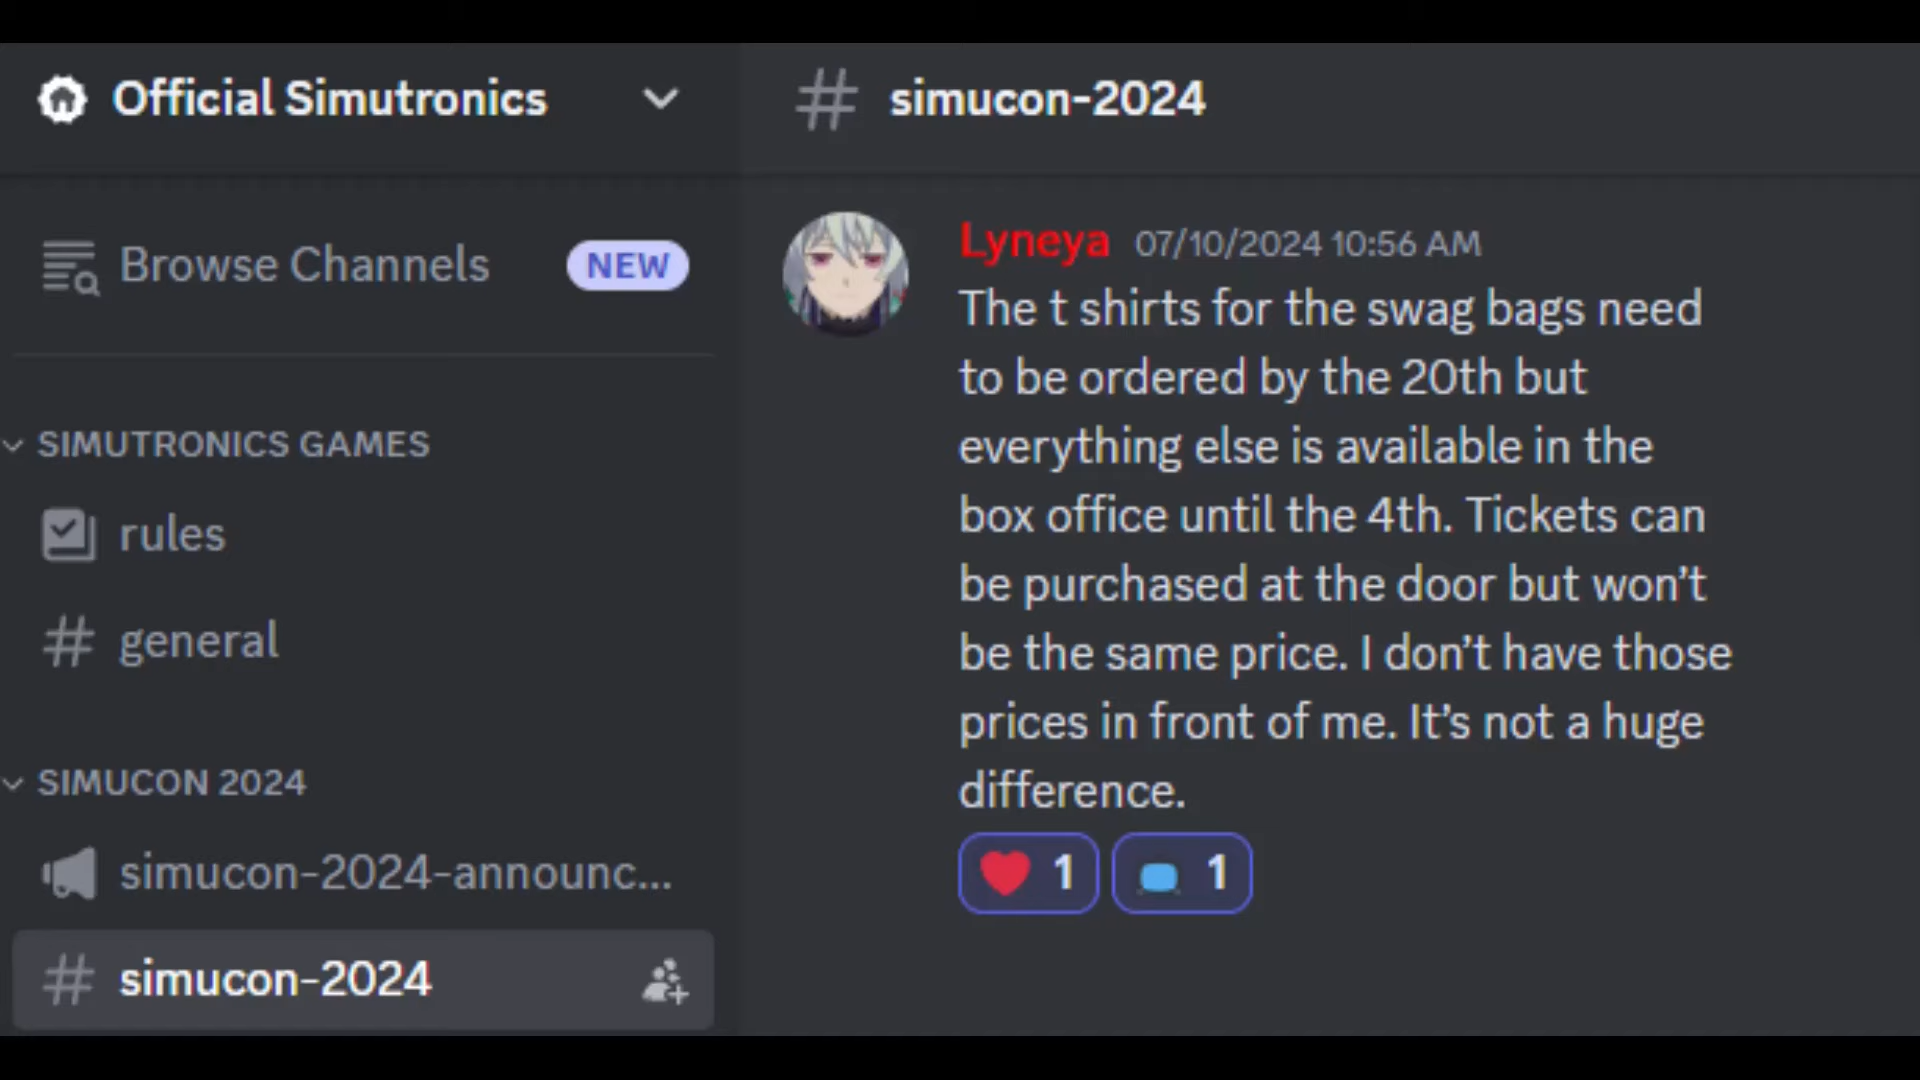 Official Simutronics
Browse Channels NEW
SIMUTRONICS GAMES
rules
general
SIMUCON 2024
simucon-2024-announc...
simucon-2024
simucon-2024
Lyneya 07/10/2024 10:56 AM
The t shirts for the swag bags need
to be ordered by the 20th but
everything else is available in the
box office until the 4th. Tickets can
be purchased at the door but won’t
be the same price. I don’t have those
prices in front of me. It’s not a huge
difference.
1 1